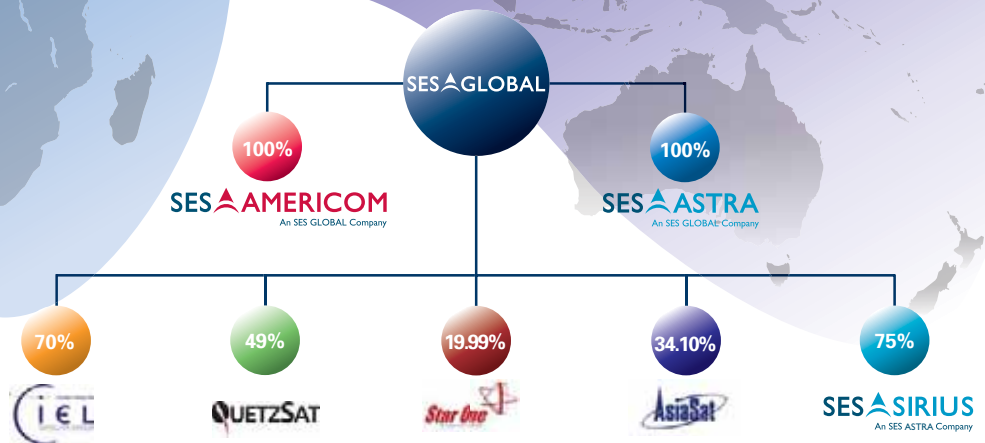 SES GLOBAL
100%
100%
SES AMERICOM
An SES GLOBAL Company
SES ASTRA
An SES GLOBAL Company
70%
49%
19.99%
34.10%
75%
CIEL
QUETZSAT
Star One
AsiaSat
SES SIRIUS
An SES ASTRA Company